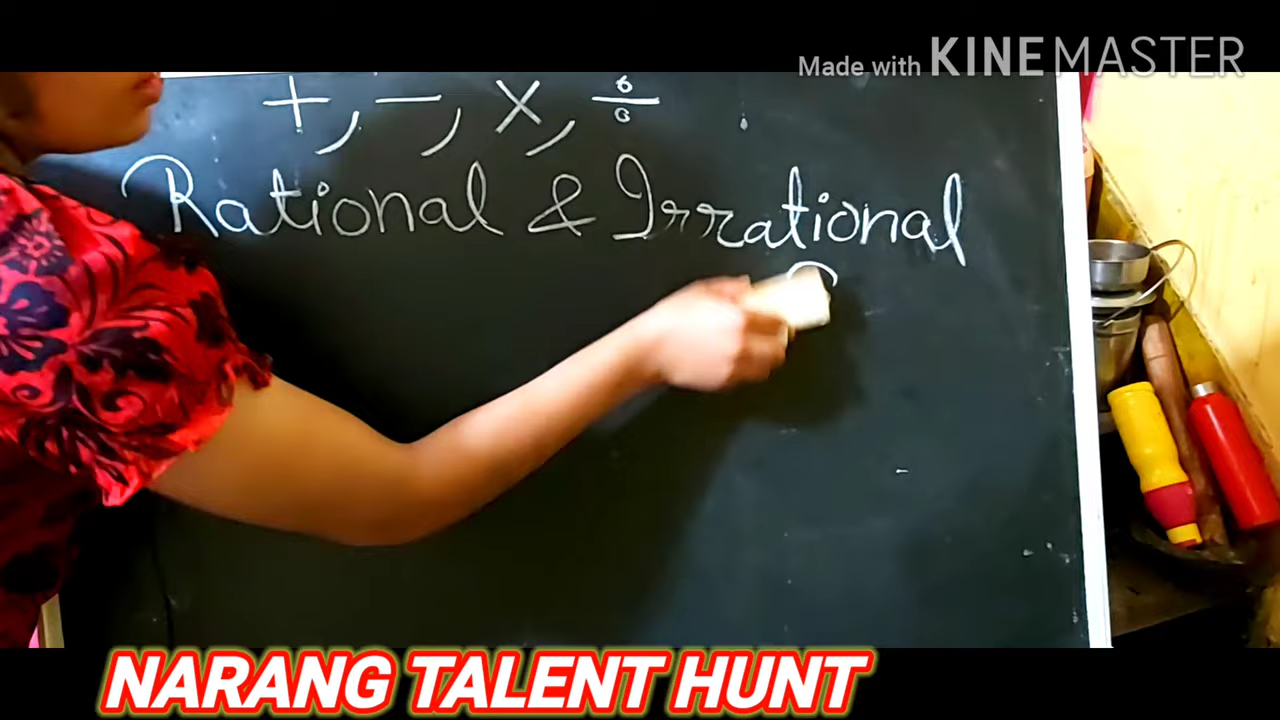 Made with KINEMASTER
+, −, ×, ÷
Rational & Irrational
NARANG TALENT HUNT